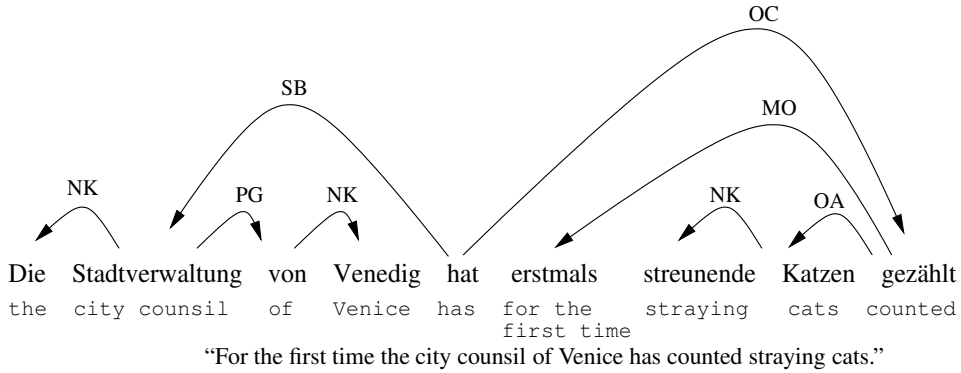 OC
SB
MO
NK PG NK NK OA
Die Stadtverwaltung von Venedig hat erstmals streunende Katzen gezählt
the city counsil of Venice has for the straying cats counted
first time
“For the first time the city counsil of Venice has counted straying cats.”